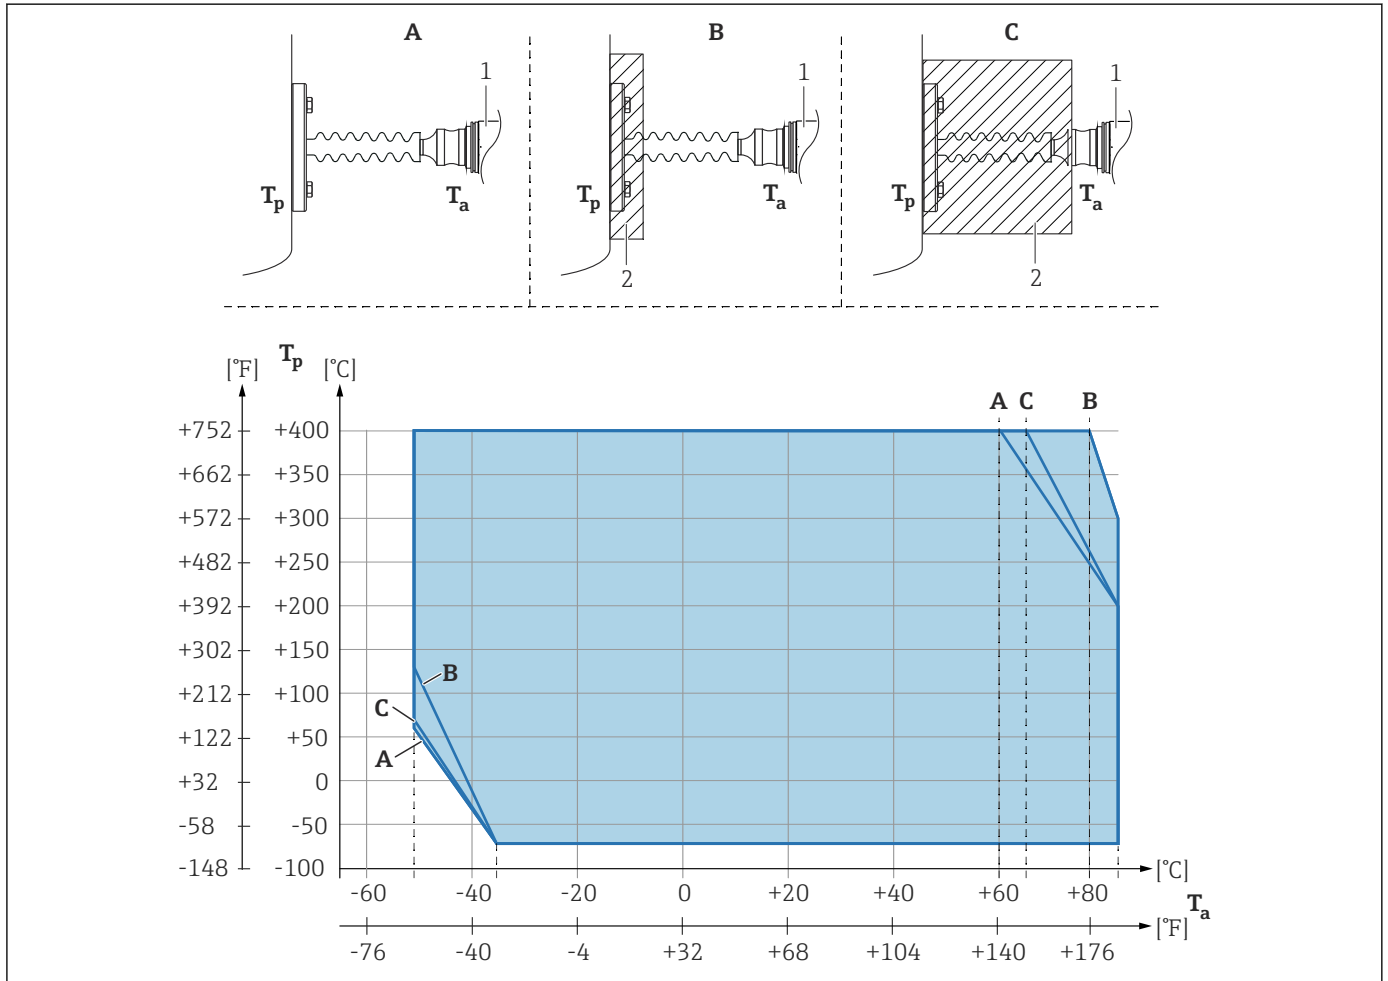 A B C
1 1 1
Tp Ta Tp Ta Tp Ta
2 2
Tp
[°F] [°C]
A C B
+752 +400
+662 +350
+572 +300
+482 +250
+392 +200
+302 +150
B
+212 +100
C
+122 +50
A
+32 0
-58 -50
-148 -100
[°C]
-60 -40 -20 0 +20 +40 +60 +80
Ta
[°F]
-76 -40 -4 +32 +68 +104 +140 +176